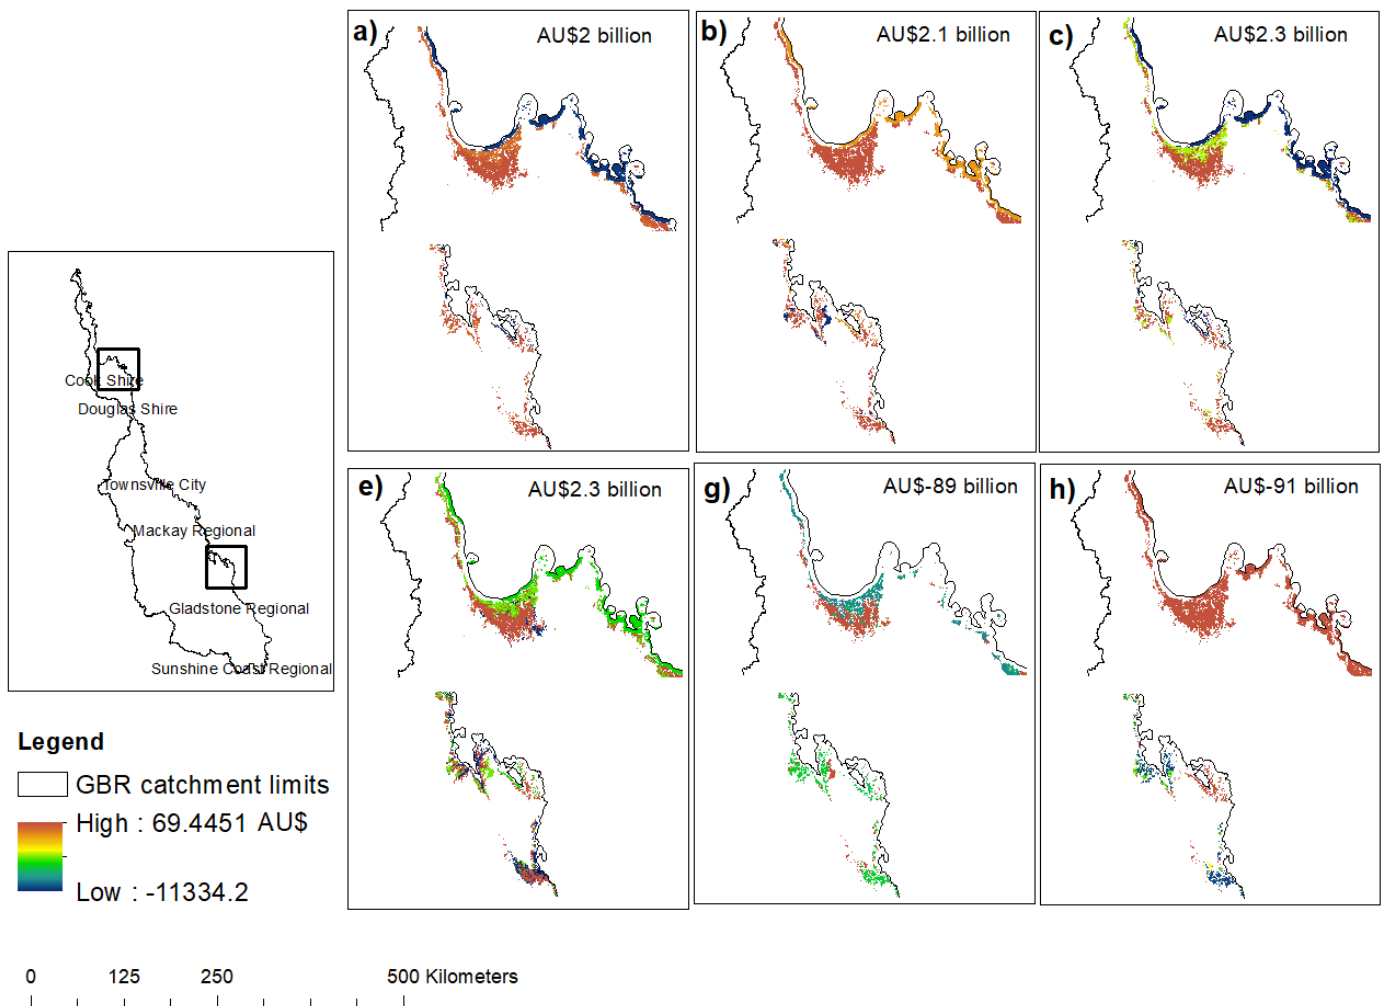 a)
AU$2 billion
b)
AU$2.1 billion
c)
AU$2.3 billion
Cook Shire
Douglas Shire
Townsville City
Mackay Regional
Gladstone Regional
Sunshine Coast Regional
e)
AU$2.3 billion
g)
AU$-89 billion
h)
AU$-91 billion
Legend
GBR catchment limits
High : 69.4451 AU$
Low : -11334.2
0 125 250 500 Kilometers